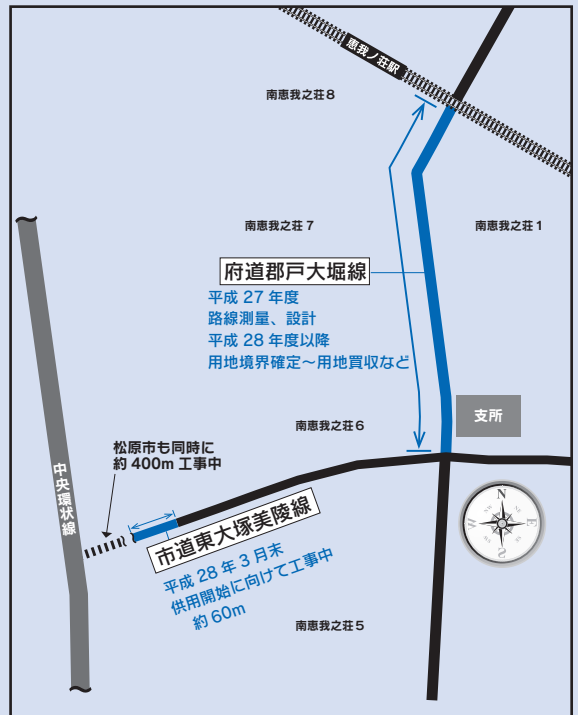 恵我ノ荘駅
南恵我之荘8
南恵我之荘7
南恵我之荘1
府道郡戸大堀線
平成 27 年度
路線測量、設計
平成 28 年度以降
用地境界確定〜用地買収など
支所
南恵我之荘6
松原市も同時に
約 400m 工事中
中央環状線
市道東大塚美陵線
平成 28 年 3 月末
供用開始に向けて工事中
約 60m
南恵我之荘5
N
NW
NE
W
E
SW
SE
S